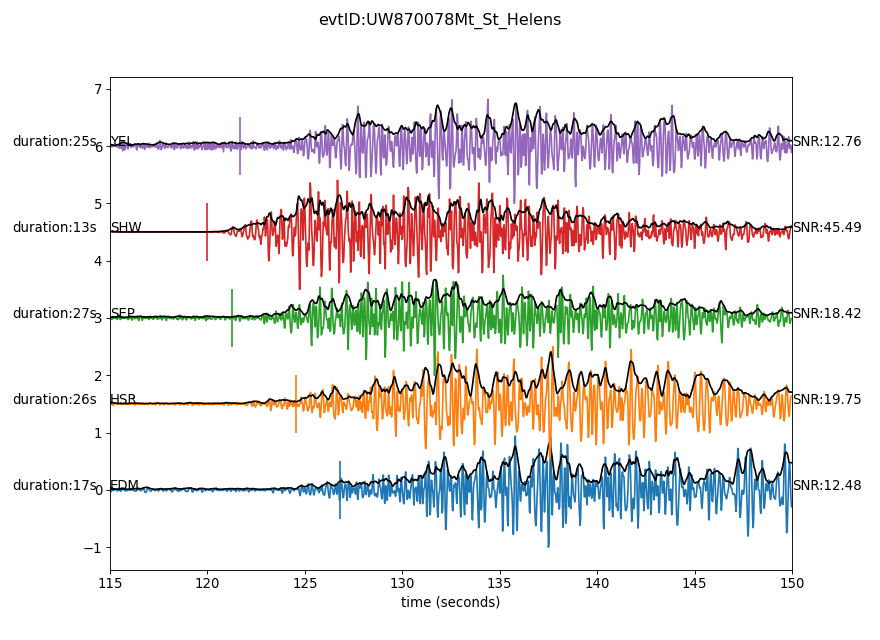 evtID:UW870078Mt_St_Helens
7
duration:25s YEL SNR:12.76
6
5
duration:13s SHW SNR:45.49
4
duration:27s SEP SNR:18.42
3
2
duration:26s HSR SNR:19.75
1
duration:17s EDM SNR:12.48
0
−1
115 120 125 130 135 140 145 150
time (seconds)